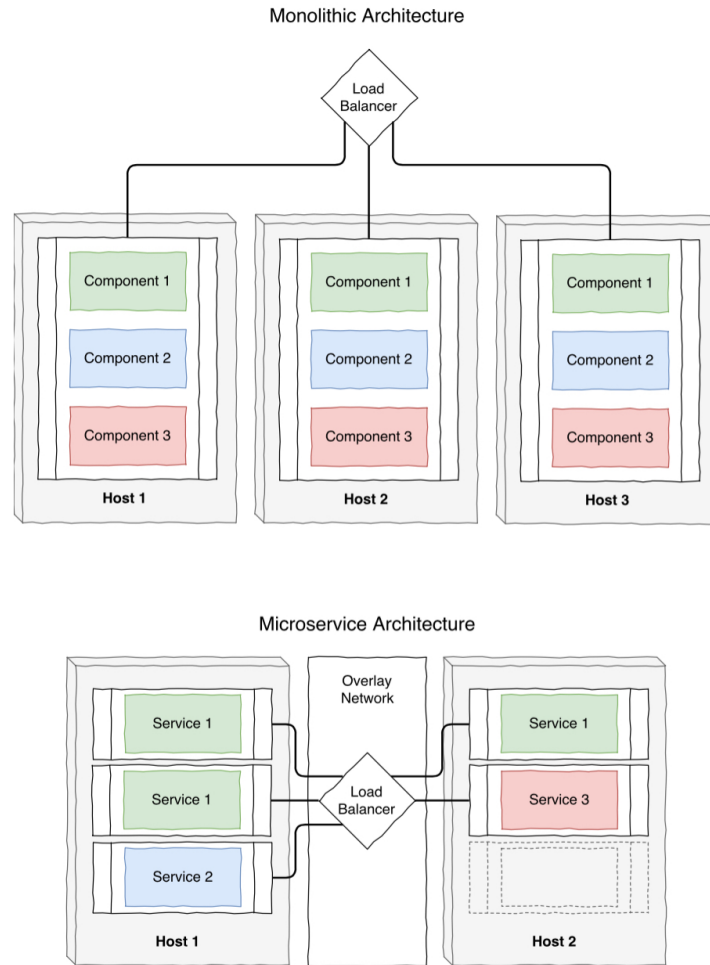 Monolithic Architecture
Load
Balancer
Component 1
Component 2
Component 3
Host 1
Component 1
Component 2
Component 3
Host 2
Component 1
Component 2
Component 3
Host 3
Microservice Architecture
Service 1
Service 1
Service 2
Host 1
Overlay
Network
Load
Balancer
Service 1
Service 3
Host 2